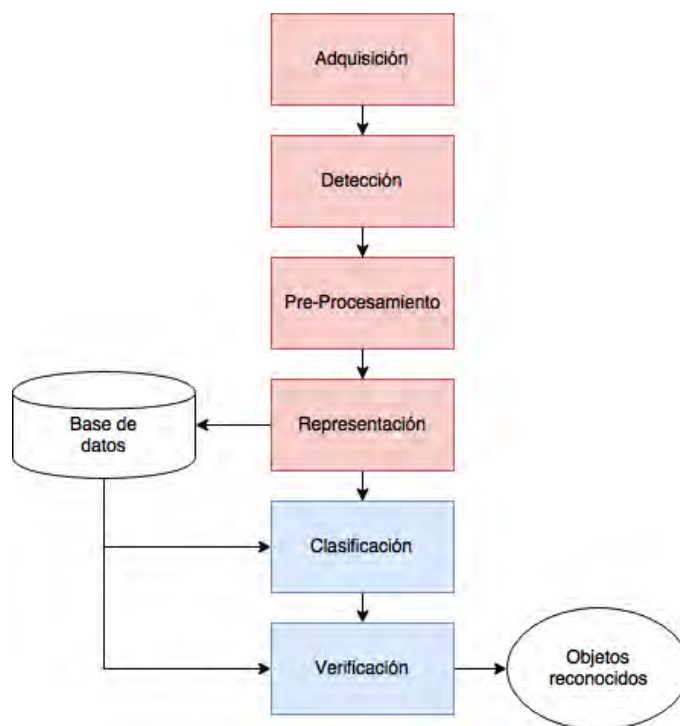 Adquisición
Detección
Pre-Procesamiento
Representación
Base de
datos
Clasificación
Verificación
Objetos
reconocidos